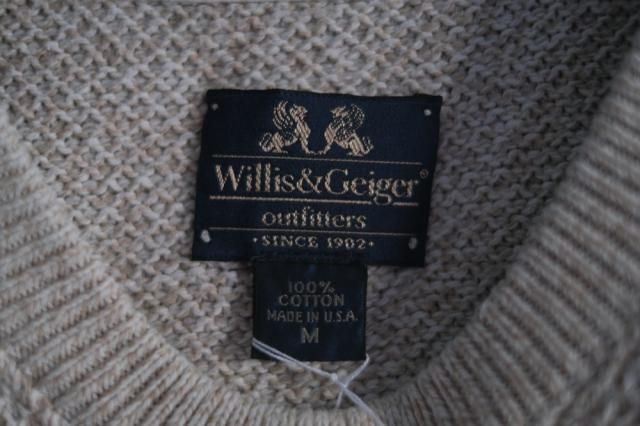 Willis&Geiger®
outfitters
•SINCE 1902•
100%
COTTON
MADE IN U.S.A.
M